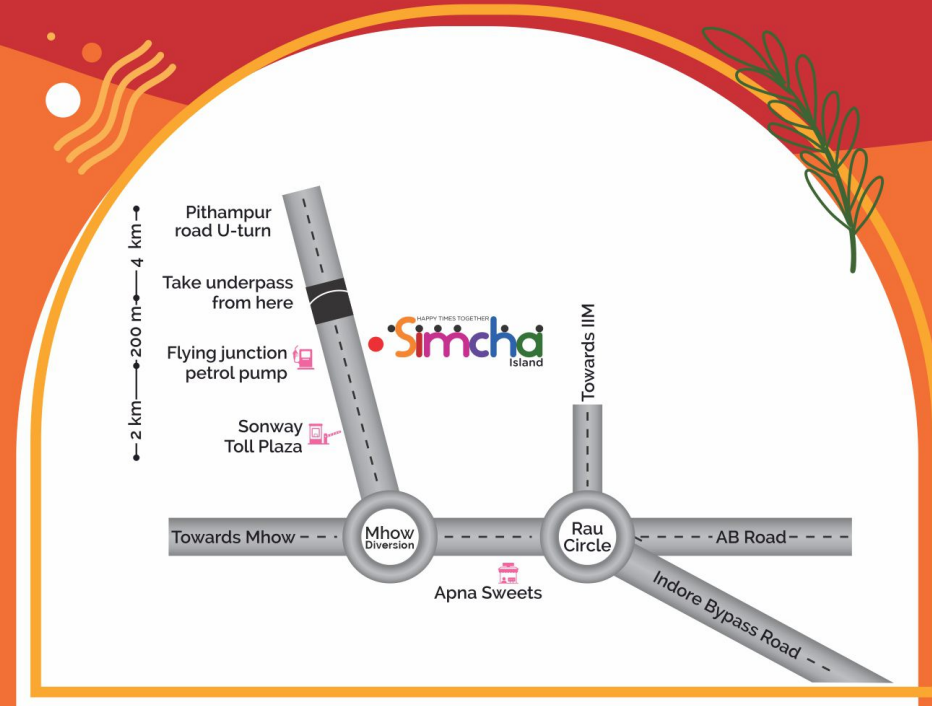 Pithampur
road U-turn
Take underpass
from here
Flying junction
petrol pump
Sonway
Toll Plaza
4 km
200 m
2 km
HAPPY TIMES TOGETHER
Simcha
Island
Towards IIM
Towards Mhow
Mhow
Diversion
Rau
Circle
AB Road
Apna Sweets
Indore Bypass Road